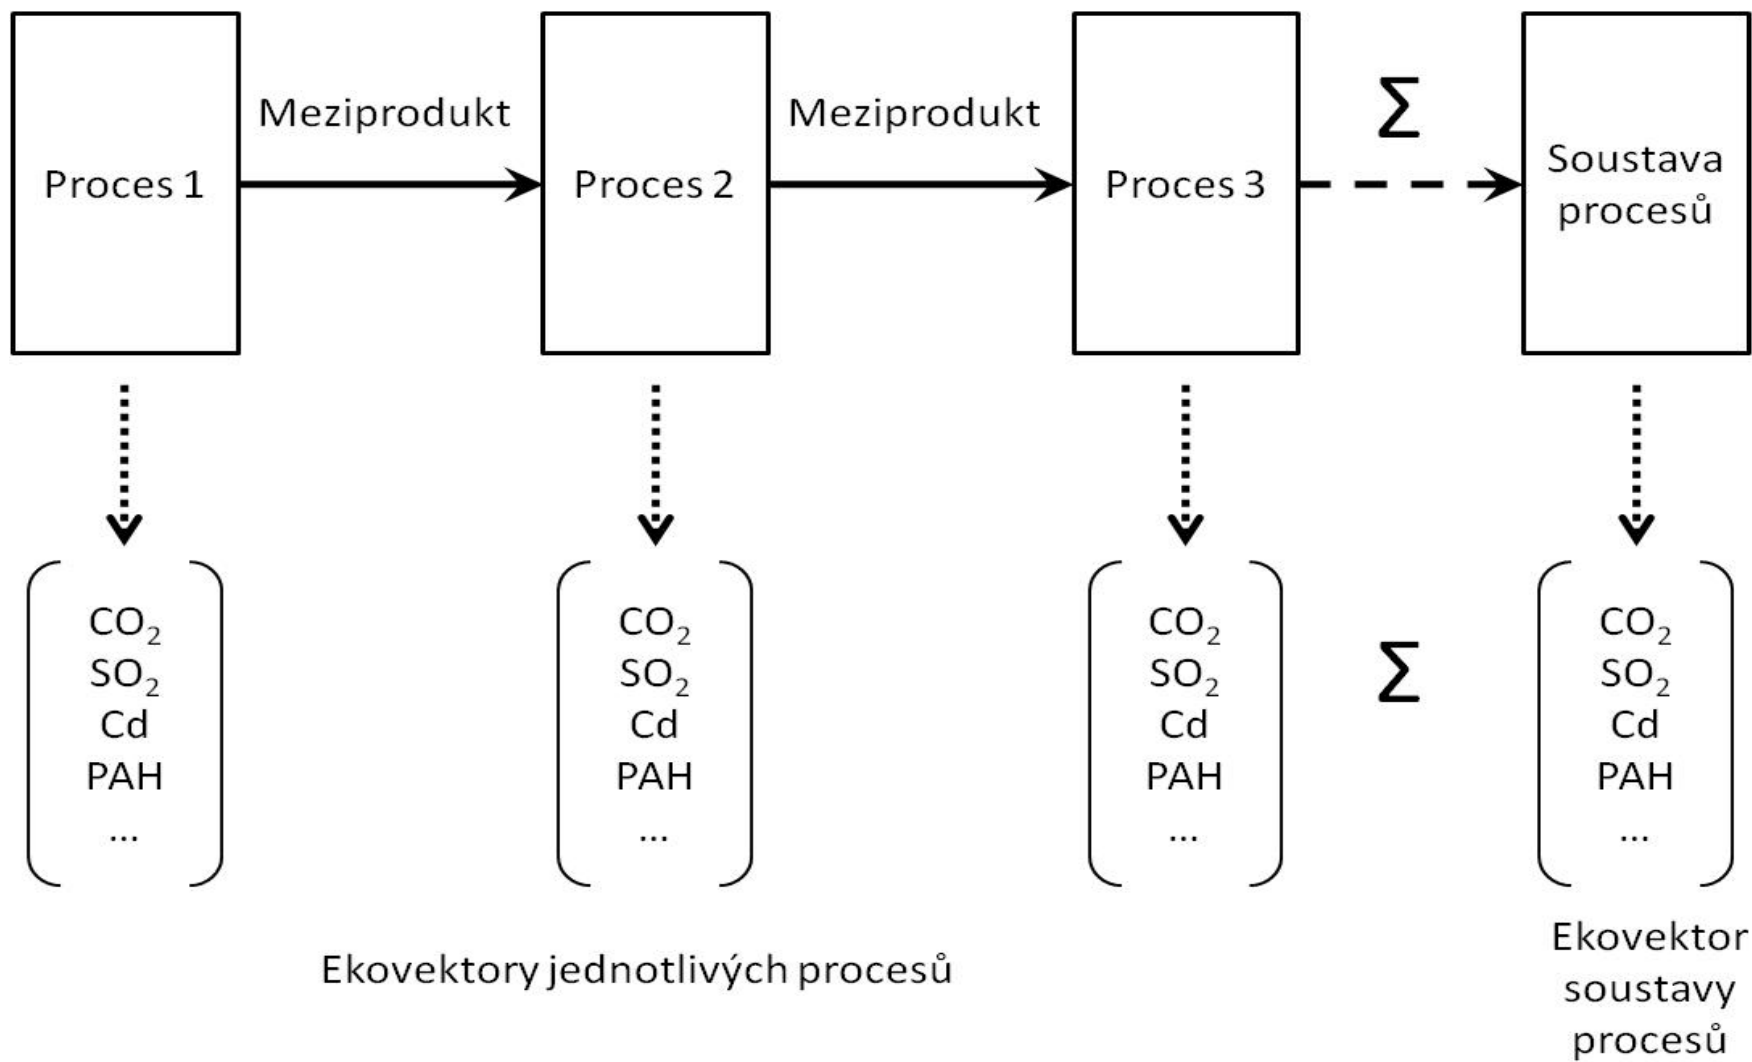 Proces 1
Meziprodukt
Proces 2
Meziprodukt
Proces 3
Σ
Soustava
procesů
CO₂
SO₂
Cd
PAH
...
CO₂
SO₂
Cd
PAH
...
CO₂
SO₂
Cd
PAH
...
Σ
CO₂
SO₂
Cd
PAH
...
Ekovektory jednotlivých procesů
Ekovektor
soustavy
procesů